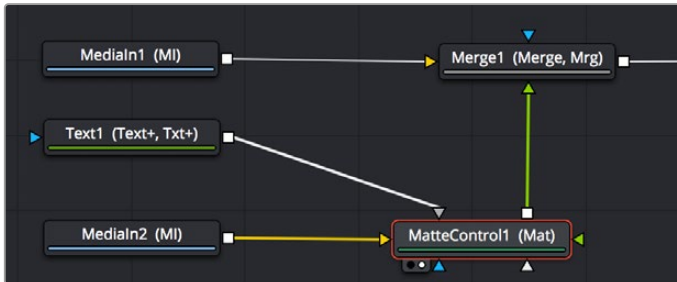 MediaIn1 (MI)
Merge1 (Merge, Mrg)
Text1 (Text+, Txt+)
MediaIn2 (MI)
MatteControl1 (Mat)